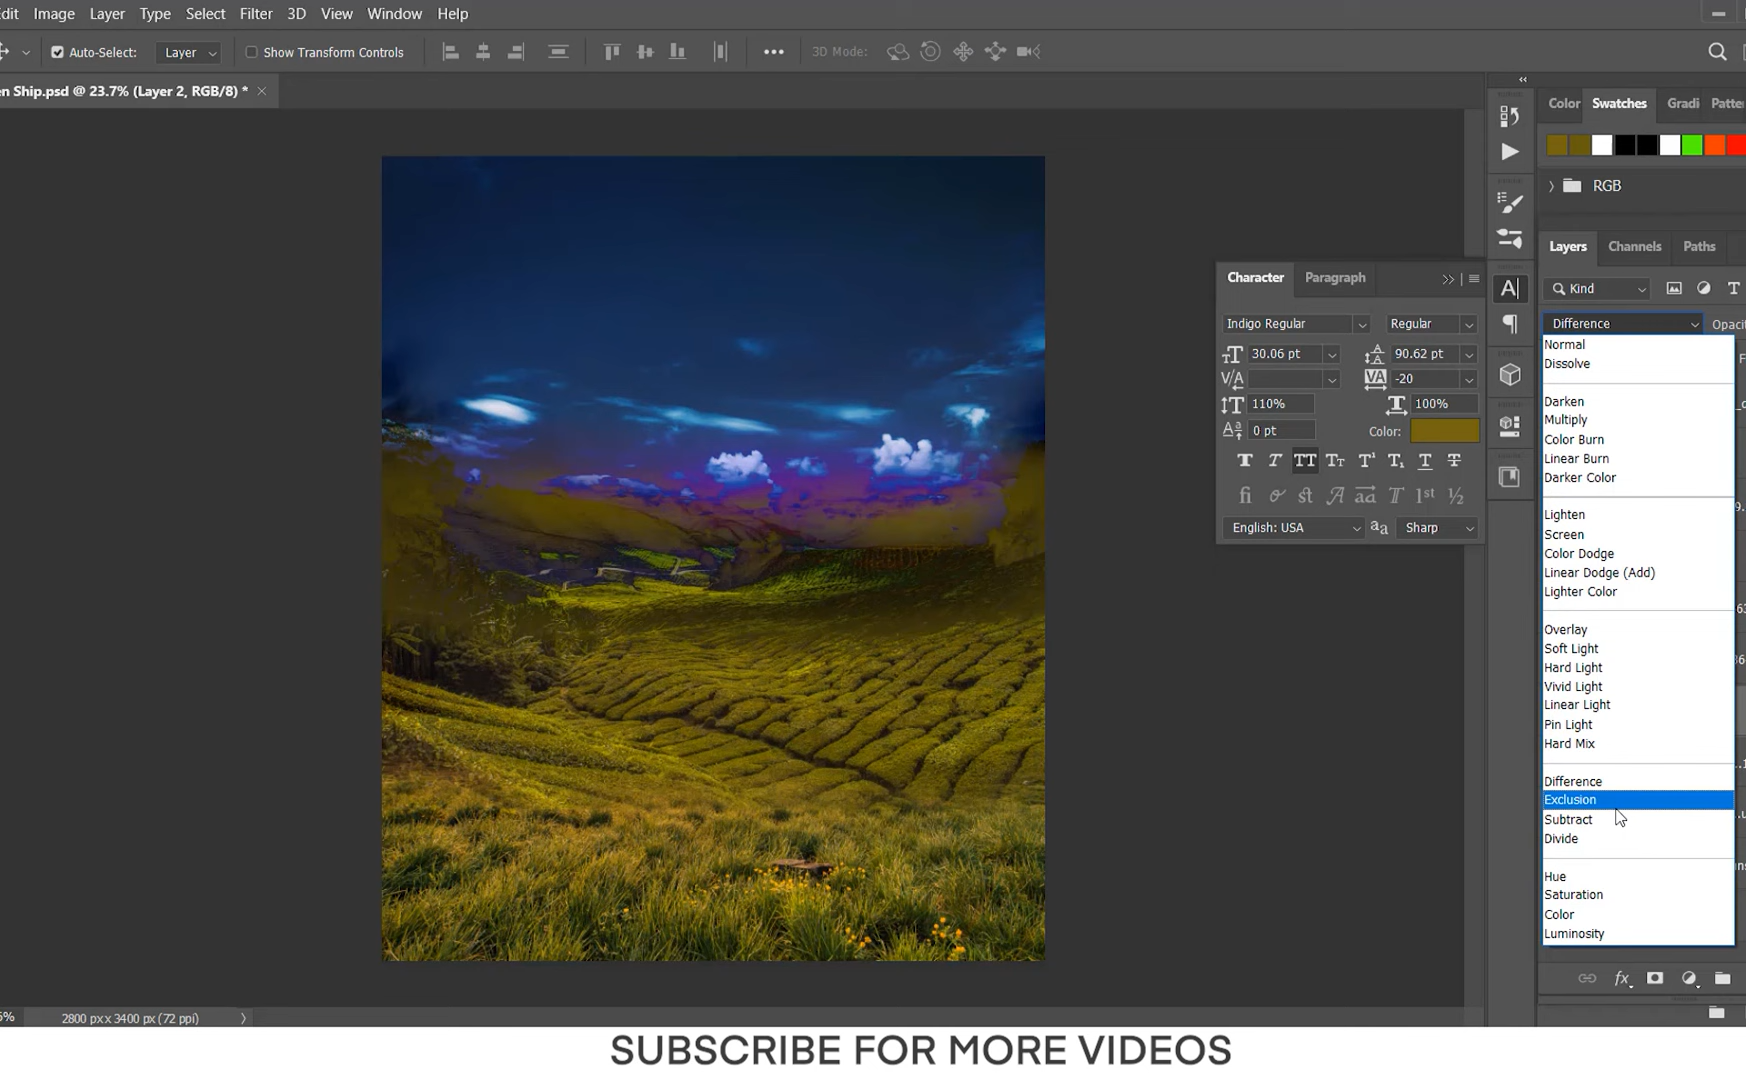 Edit Image Layer Type Select Filter 3D View Window Help
Auto-Select: Layer Show Transform Controls 3D Mode:
en Ship.psd @ 23.7% (Layer 2, RGB/8) *
Color Swatches Gradi Patte
RGB
Layers Channels Paths
Character Paragraph
Kind
Indigo Regular Regular
Difference Opaci
Normal
30.06 pt 90.62 pt
Dissolve
-20
Darken
110% 100%
Multiply
0 pt Color:
Color Burn
Linear Burn
Darker Color
Lighten
English: USA Sharp
Screen
Color Dodge
Linear Dodge (Add)
Lighter Color
Overlay
Soft Light
Hard Light
Vivid Light
Linear Light
Pin Light
Hard Mix
Difference
Exclusion
Subtract
Divide
Hue
Saturation
Color
Luminosity
2800 px x 3400 px (72 ppi)
SUBSCRIBE FOR MORE VIDEOS